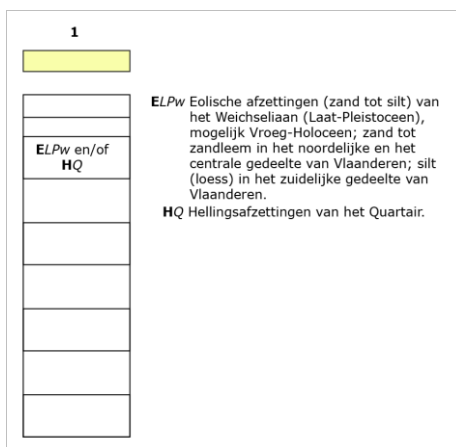 1
ELPw en/of
HQ
ELPw Eolische afzettingen (zand tot silt) van
het Weichseliaan (Laat-Pleistoceen),
mogelijk Vroeg-Holoceen; zand tot
zandleem in het noordelijke en het
centrale gedeelte van Vlaanderen; silt
(loess) in het zuidelijke gedeelte van
Vlaanderen.
HQ Hellingsafzettingen van het Quartair.